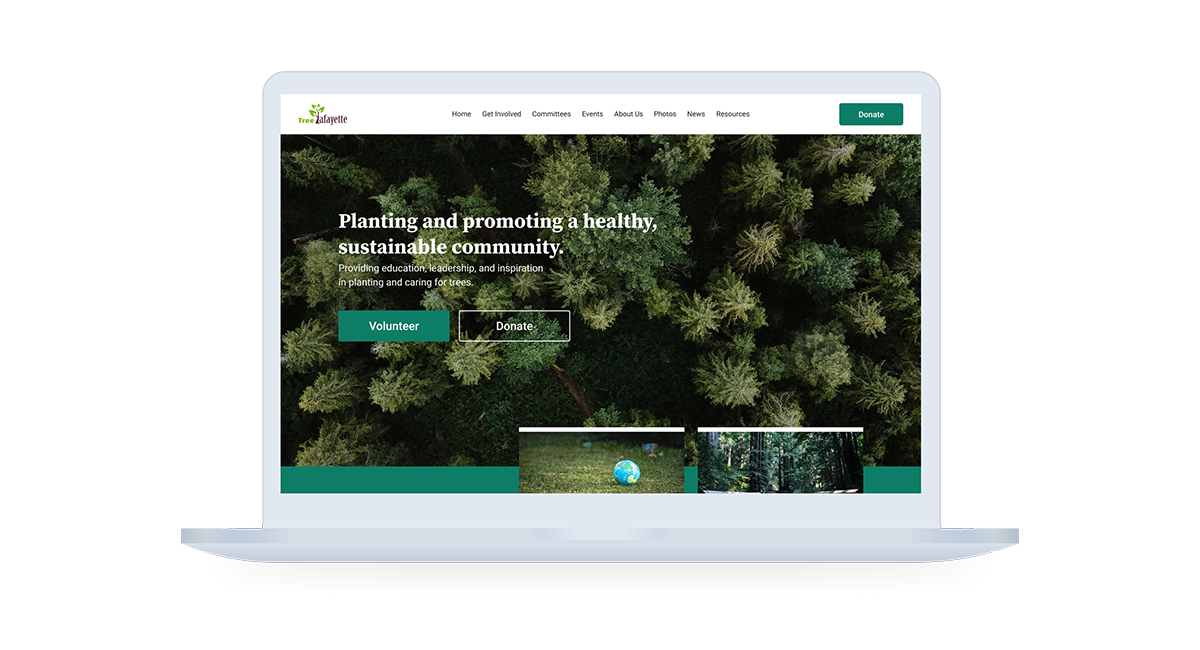 Tree Lafayette
Home Get Involved Committees Events About Us Photos News Resources
Donate
Planting and promoting a healthy,
sustainable community.
Providing education, leadership, and inspiration
in planting and caring for trees.
Volunteer Donate